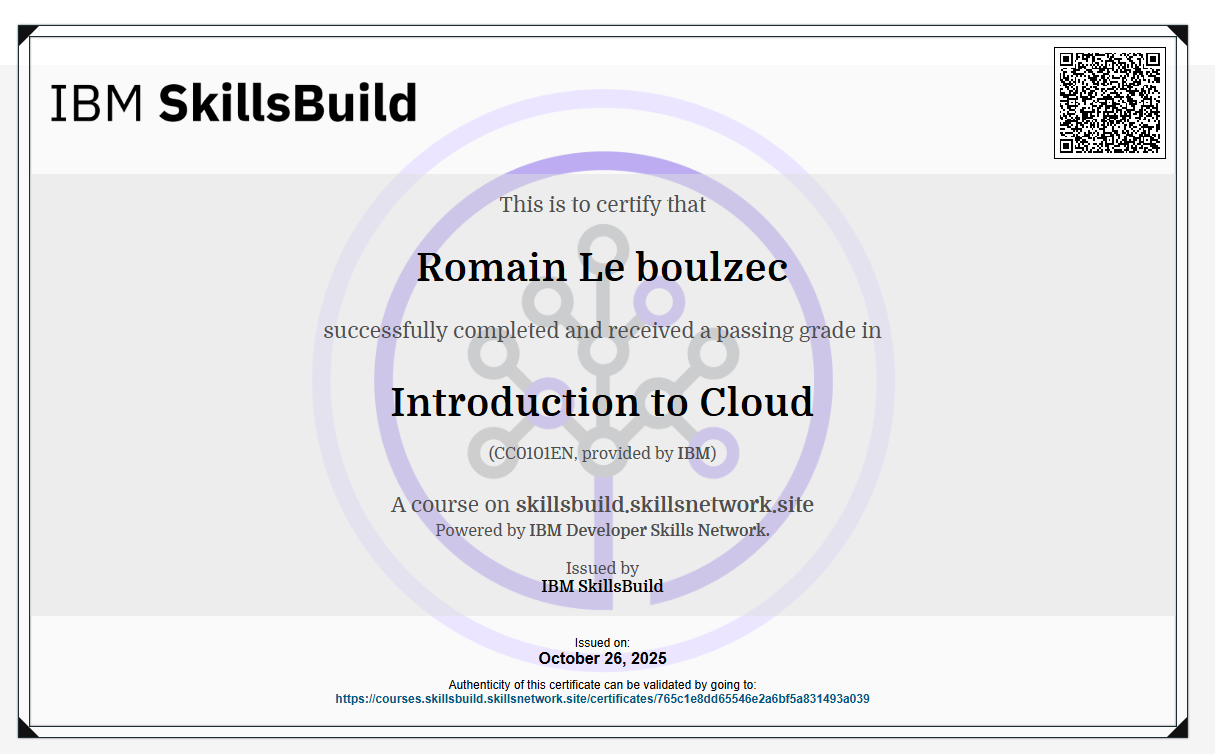 IBM SkillsBuild
This is to certify that
Romain Le boulzec
successfully completed and received a passing grade in
Introduction to Cloud
(CC0101EN, provided by IBM)
A course on skillsbuild.skillsnetwork.site
Powered by IBM Developer Skills Network.
Issued by
IBM SkillsBuild
Issued on:
October 26, 2025
Authenticity of this certificate can be validated by going to:
https://courses.skillsbuild.skillsnetwork.site/certificates/765c1e8dd65546e2a6bf5a831493a039